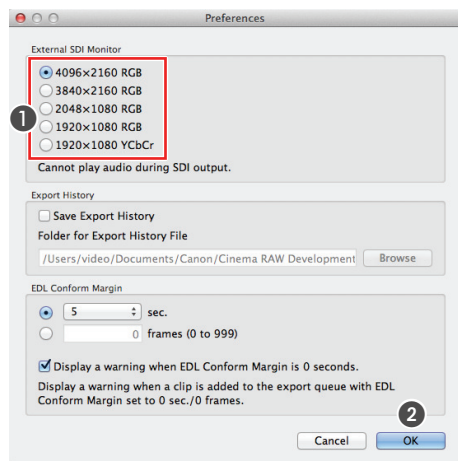 Preferences
External SDI Monitor
4096×2160 RGB
3840×2160 RGB
2048×1080 RGB
1
1920×1080 RGB
1920×1080 YCbCr
Cannot play audio during SDI output.
Export History
Save Export History
Folder for Export History File
/Users/video/Documents/Canon/Cinema RAW Development Browse
EDL Conform Margin
5 sec.
0 frames (0 to 999)
Display a warning when EDL Conform Margin is 0 seconds.
Display a warning when a clip is added to the export queue with EDL
Conform Margin set to 0 sec./0 frames.
2
Cancel OK